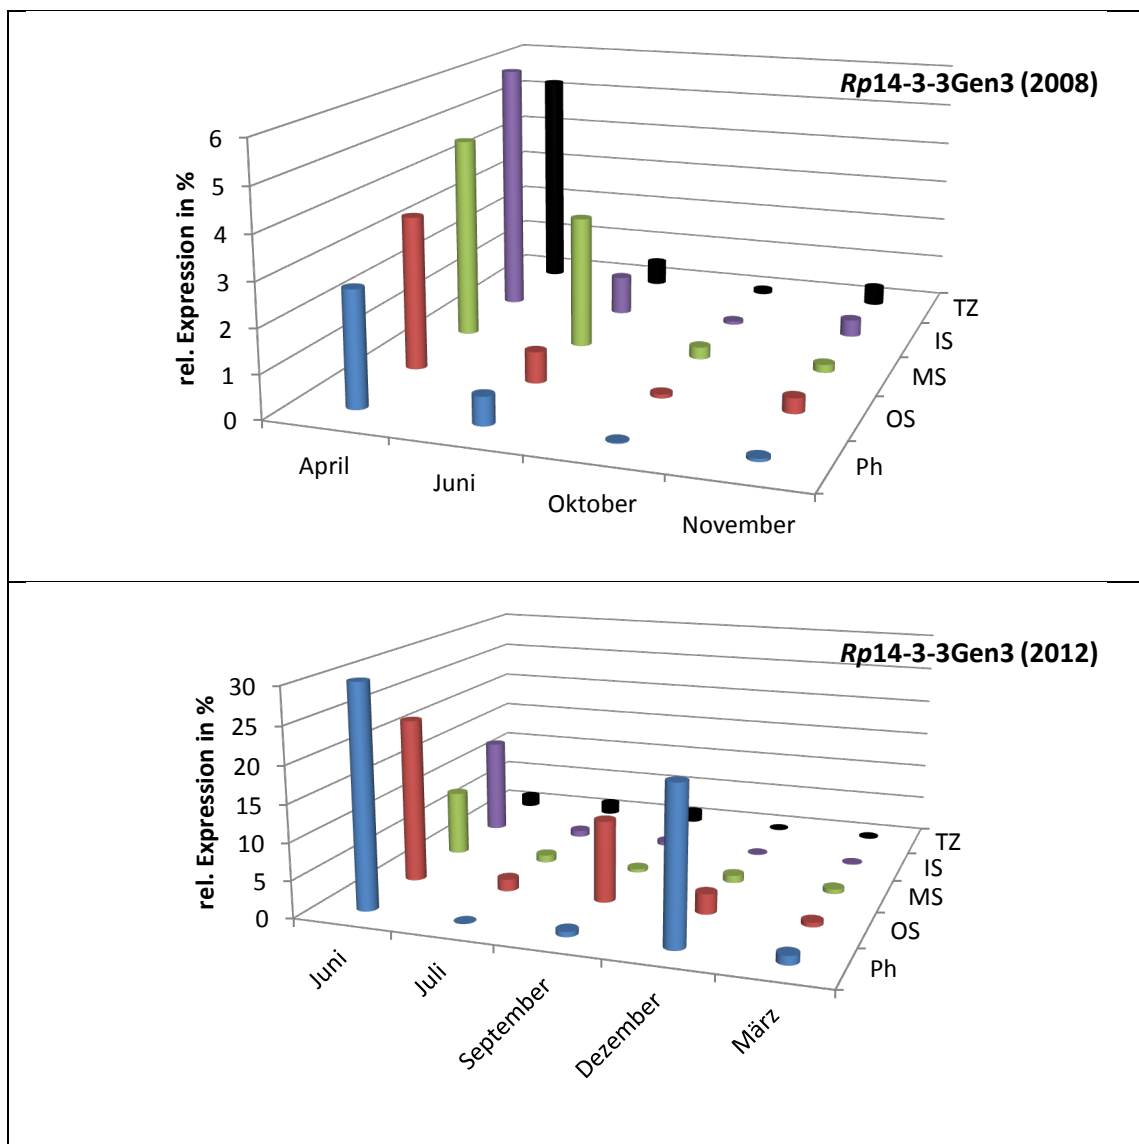 Rp14-3-3Gen3 (2008)
rel. Expression in %
6
5
4
3
2
1
0
April
Juni
Oktober
November
TZ
IS
MS
OS
Ph
Rp14-3-3Gen3 (2012)
rel. Expression in %
30
25
20
15
10
5
0
Juni
Juli
September
Dezember
März
TZ
IS
MS
OS
Ph